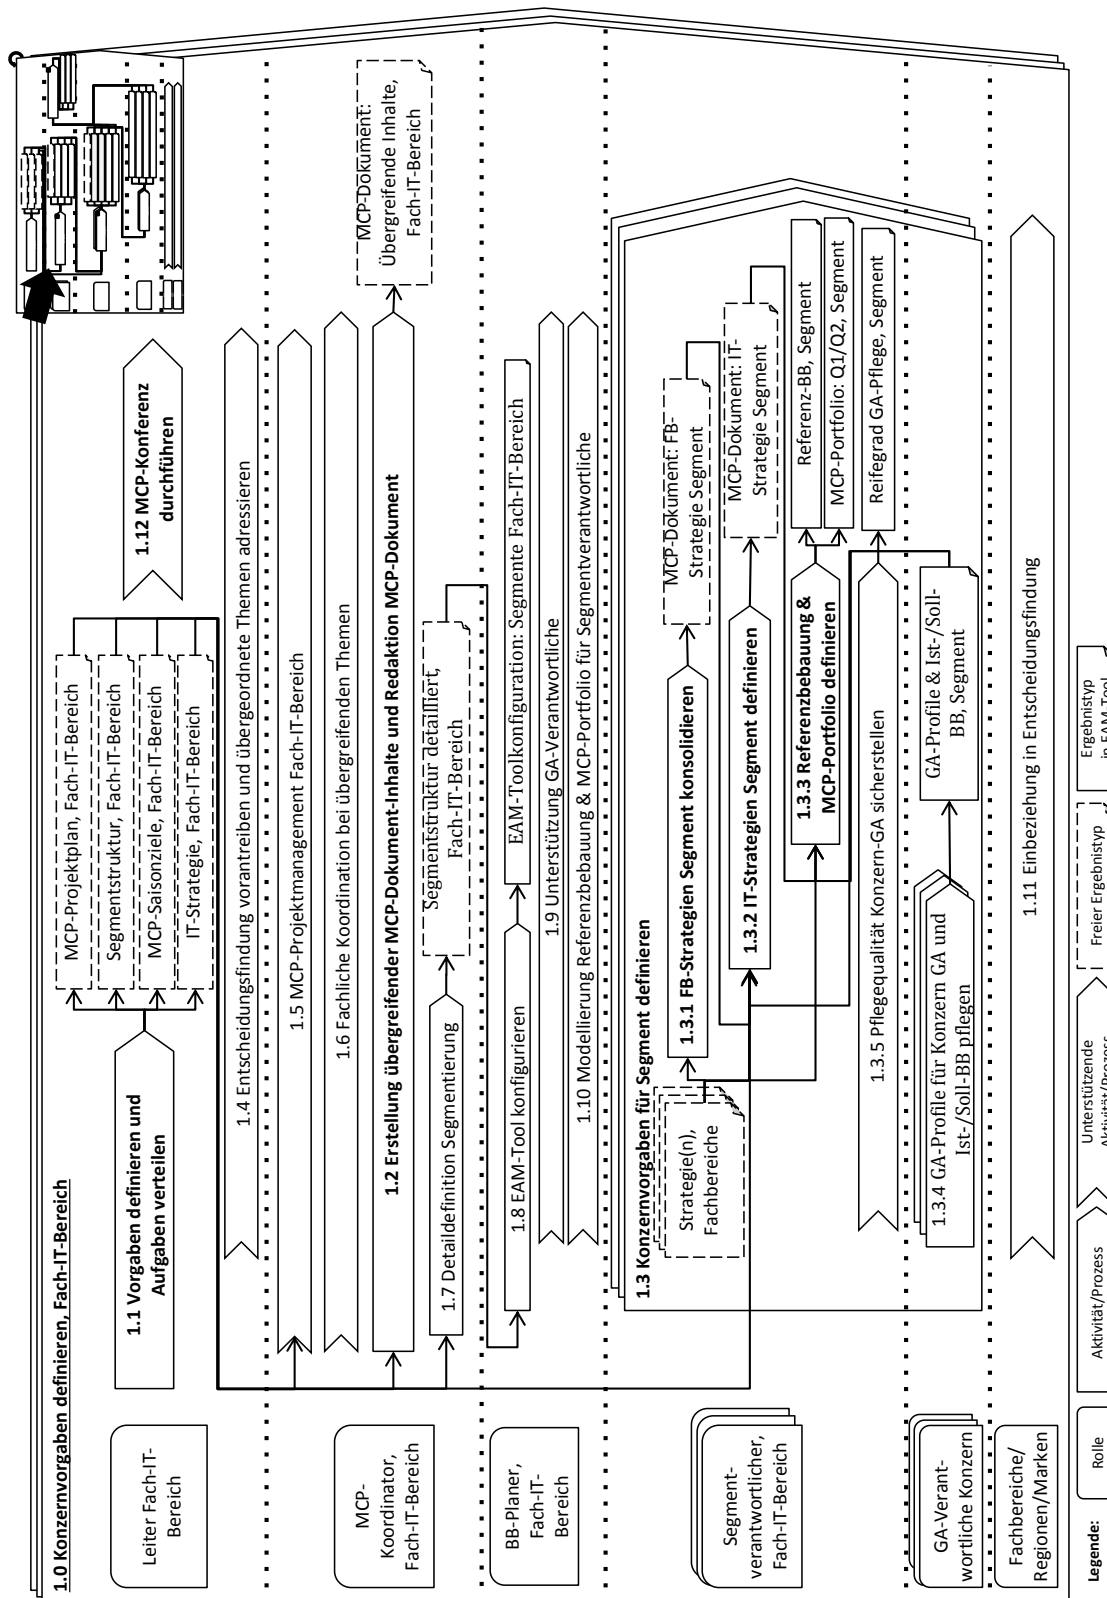 1.0 Konzernvorgaben definieren, Fach-IT-Bereich
Leiter Fach-IT-
Bereich
1.1 Vorgaben definieren und
Aufgaben verteilen
MCP-Projektplan, Fach-IT-Bereich
Segmentstruktur, Fach-IT-Bereich
MCP-Saisonziele, Fach-IT-Bereich
IT-Strategie, Fach-IT-Bereich
1.12 MCP-Konferenz
durchführen
1.4 Entscheidungsfindung vorantreiben und übergeordnete Themen adressieren
MCP-
Koordinator,
Fach-IT-Bereich
1.5 MCP-Projektmanagement Fach-IT-Bereich
1.6 Fachliche Koordination bei übergreifenden Themen
1.2 Erstellung übergreifender MCP-Dokument-Inhalte und Redaktion MCP-Dokument
MCP-Dokument:
Übergreifende Inhalte,
Fach-IT-Bereich
1.7 Detaildefinition Segmentierung
Segmentstruktur detailliert,
Fach-IT-Bereich
BB-Planer,
Fach-IT-
Bereich
1.8 EAM-Tool konfigurieren
EAM-Toolkonfiguration: Segmente Fach-IT-Bereich
1.9 Unterstützung GA-Verantwortliche
1.10 Modellierung Referenzbebauung & MCP-Portfolio für Segmentverantwortliche
Segment-
verantwortlicher,
Fach-IT-Bereich
1.3 Konzernvorgaben für Segment definieren
Strategie(n),
Fachbereiche
1.3.1 FB-Strategien Segment konsolidieren
MCP-Dokument: FB-
Strategie Segment
1.3.2 IT-Strategien Segment definieren
MCP-Dokument: IT-
Strategie Segment
1.3.3 Referenzbebauung &
MCP-Portfolio definieren
Referenz-BB, Segment
MCP-Portfolio: Q1/Q2, Segment
1.3.5 Pflegequalität Konzern-GA sicherstellen
Reifegrad GA-Pflege, Segment
GA-Verant-
wortliche Konzern
1.3.4 GA-Profile für Konzern GA und
Ist-/Soll-BB pflegen
GA-Profile & Ist-/Soll-
BB, Segment
Fachbereiche/
Regionen/Marken
1.11 Einbeziehung in Entscheidungsfindung
Legende:
Rolle
Aktivität/Prozess
Unterstützende
Aktivität/Prozess
Freier Ergebnistyp
Ergebnistyp
in EAM-Tool